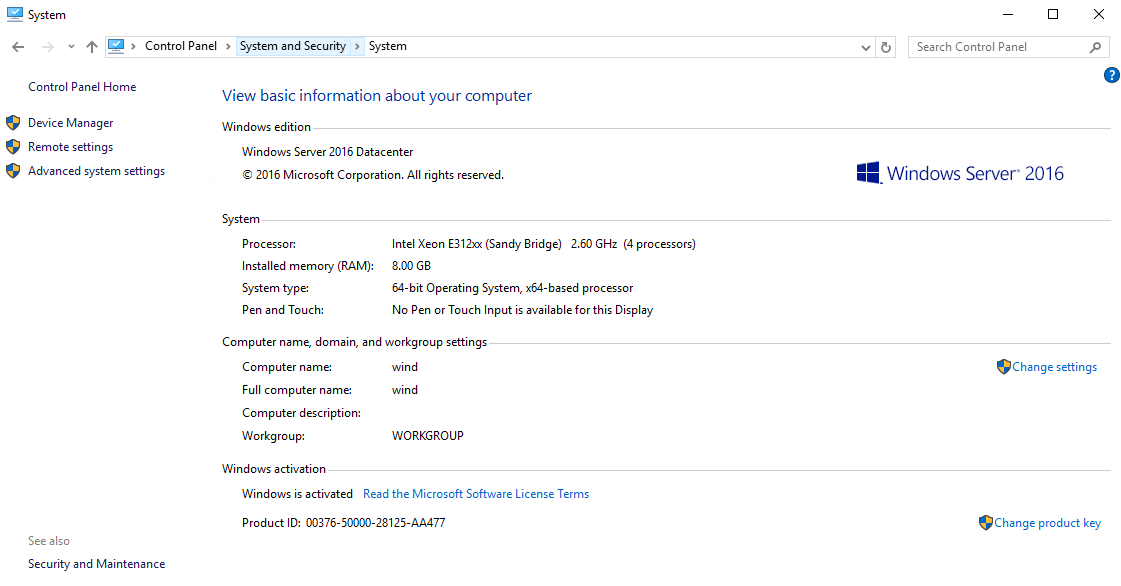 System
Control Panel > System and Security > System
Search Control Panel
?
Control Panel Home
Device Manager
Remote settings
Advanced system settings
View basic information about your computer
Windows edition
Windows Server 2016 Datacenter
© 2016 Microsoft Corporation. All rights reserved.
Windows Server® 2016
System
Processor: Intel Xeon E312xx (Sandy Bridge) 2.60 GHz (4 processors)
Installed memory (RAM): 8.00 GB
System type: 64-bit Operating System, x64-based processor
Pen and Touch: No Pen or Touch Input is available for this Display
Computer name, domain, and workgroup settings
Computer name: wind Change settings
Full computer name: wind
Computer description:
Workgroup: WORKGROUP
Windows activation
Windows is activated Read the Microsoft Software License Terms
Product ID: 00376-50000-28125-AA477 Change product key
See also
Security and Maintenance